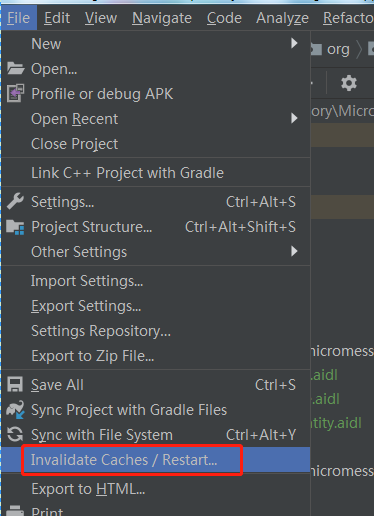 File Edit View Navigate Code Analyze Refacto
New
org
Open...
Profile or debug APK
Open Recent
ory\Micro
Close Project
Link C++ Project with Gradle
Settings... Ctrl+Alt+S
Project Structure... Ctrl+Alt+Shift+S
Other Settings
Import Settings...
Export Settings...
Settings Repository...
Export to Zip File...
nicromess
Save All Ctrl+S
.aidl
Sync Project with Gradle Files
e.aidl
Sync with File System Ctrl+Alt+Y
ntity.aidl
Invalidate Caches / Restart...
nicromess
Export to HTML...
Print